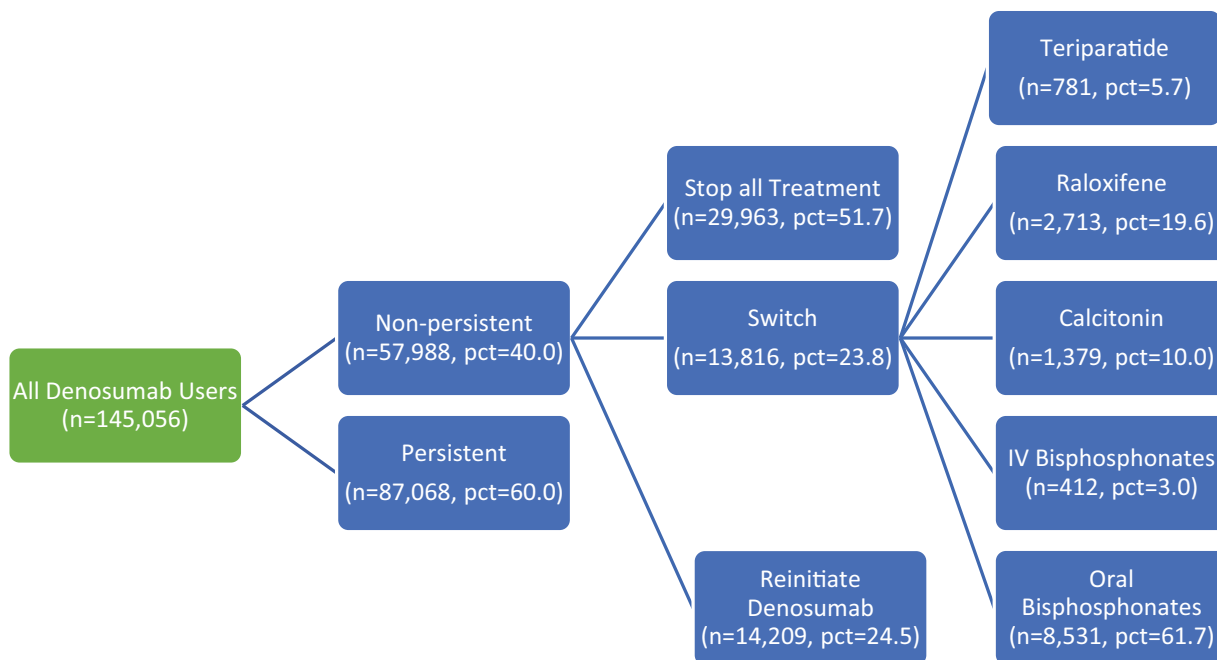 All Denosumab Users
(n=145,056)
Non-persistent
(n=57,988, pct=40.0)
Persistent
(n=87,068, pct=60.0)
Stop all Treatment
(n=29,963, pct=51.7)
Switch
(n=13,816, pct=23.8)
Reinitiate
Denosumab
(n=14,209, pct=24.5)
Teriparatide
(n=781, pct=5.7)
Raloxifene
(n=2,713, pct=19.6)
Calcitonin
(n=1,379, pct=10.0)
IV Bisphosphonates
(n=412, pct=3.0)
Oral
Bisphosphonates
(n=8,531, pct=61.7)